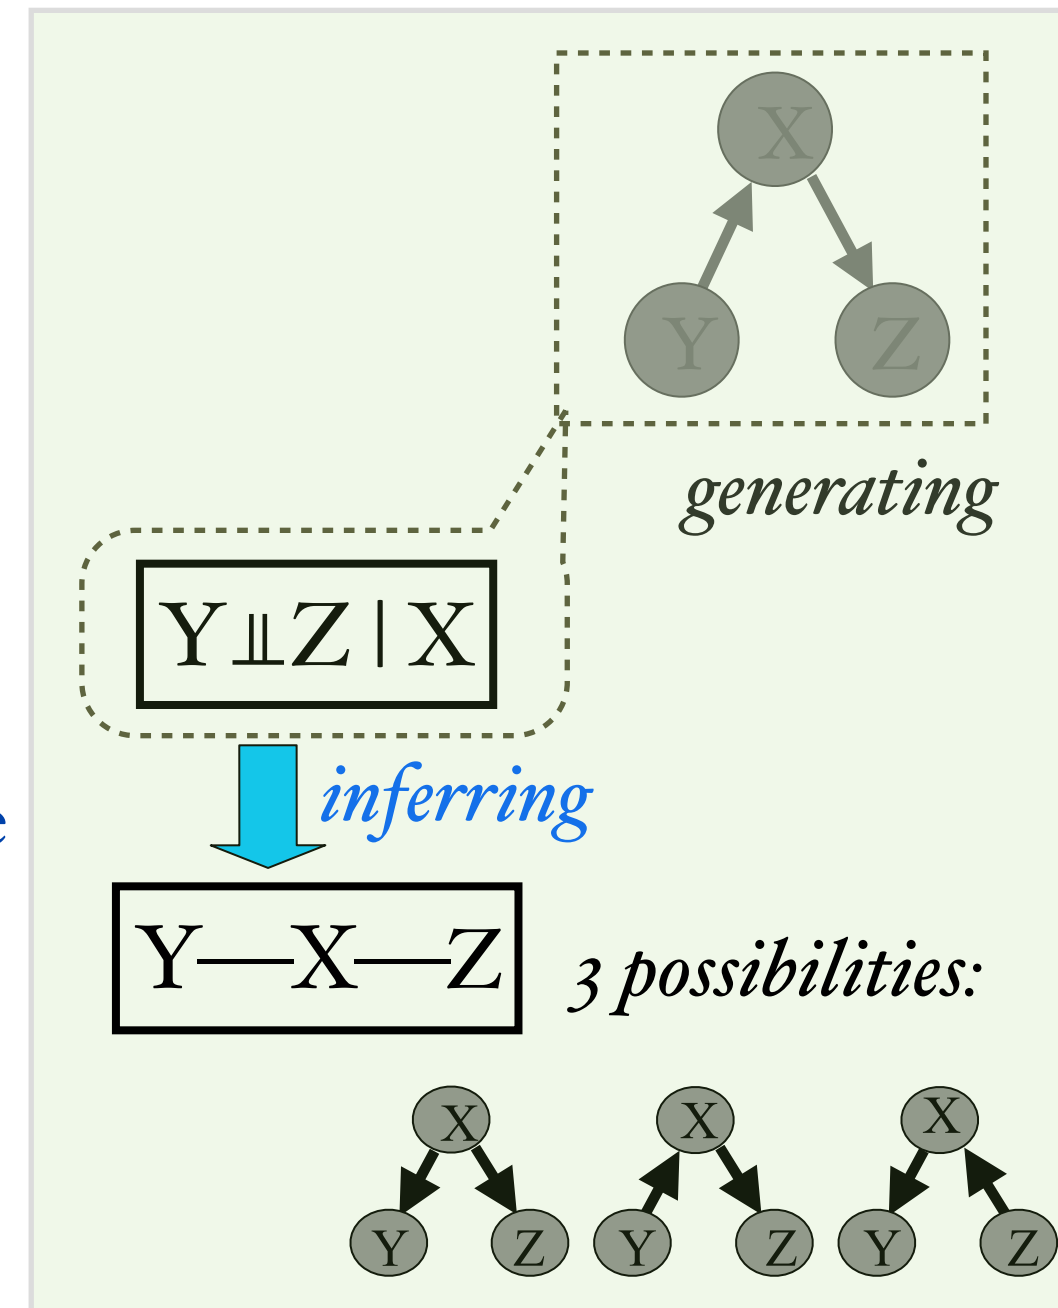 X
Y Z
generating
Y⫫Z|X
inferring
Y—X—Z
3 possibilities:
X X X
Y Z Y Z Y Z